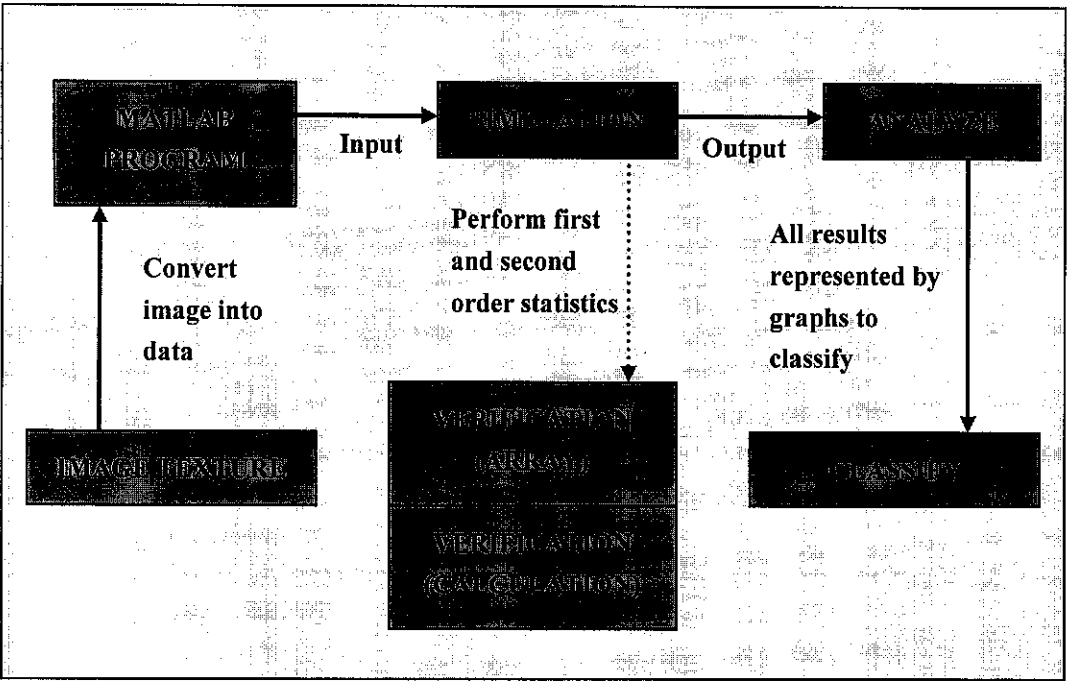 MATLAB
PROGRAM
Input
SIMULATION
Output
ANALYZE
Convert
image into
data
Perform first
and second
order statistics
All results
represented by
graphs to
classify
IMAGE TEXTURE
VERIFICATION
(ARRAY)
VERIFICATION
(CALCULATION)
CLASSIFY